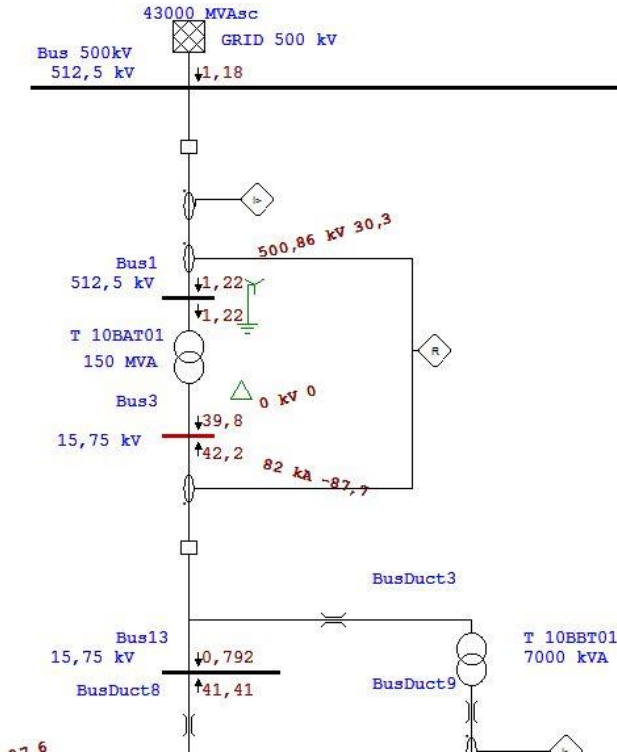 43000 MVAsc
GRID 500 kV
Bus 500kV
512,5 kV
1,18
500,86 kV 30,3
Bus1
512,5 kV
1,22
1,22
T 10BAT01
150 MVA
R
Bus3
0 kV 0
15,75 kV
39,8
42,2
82 kA -87,7
BusDuct3
Bus13
15,75 kV
0,792
T 10BBT01
7000 kVA
BusDuct8
41,41
BusDuct9